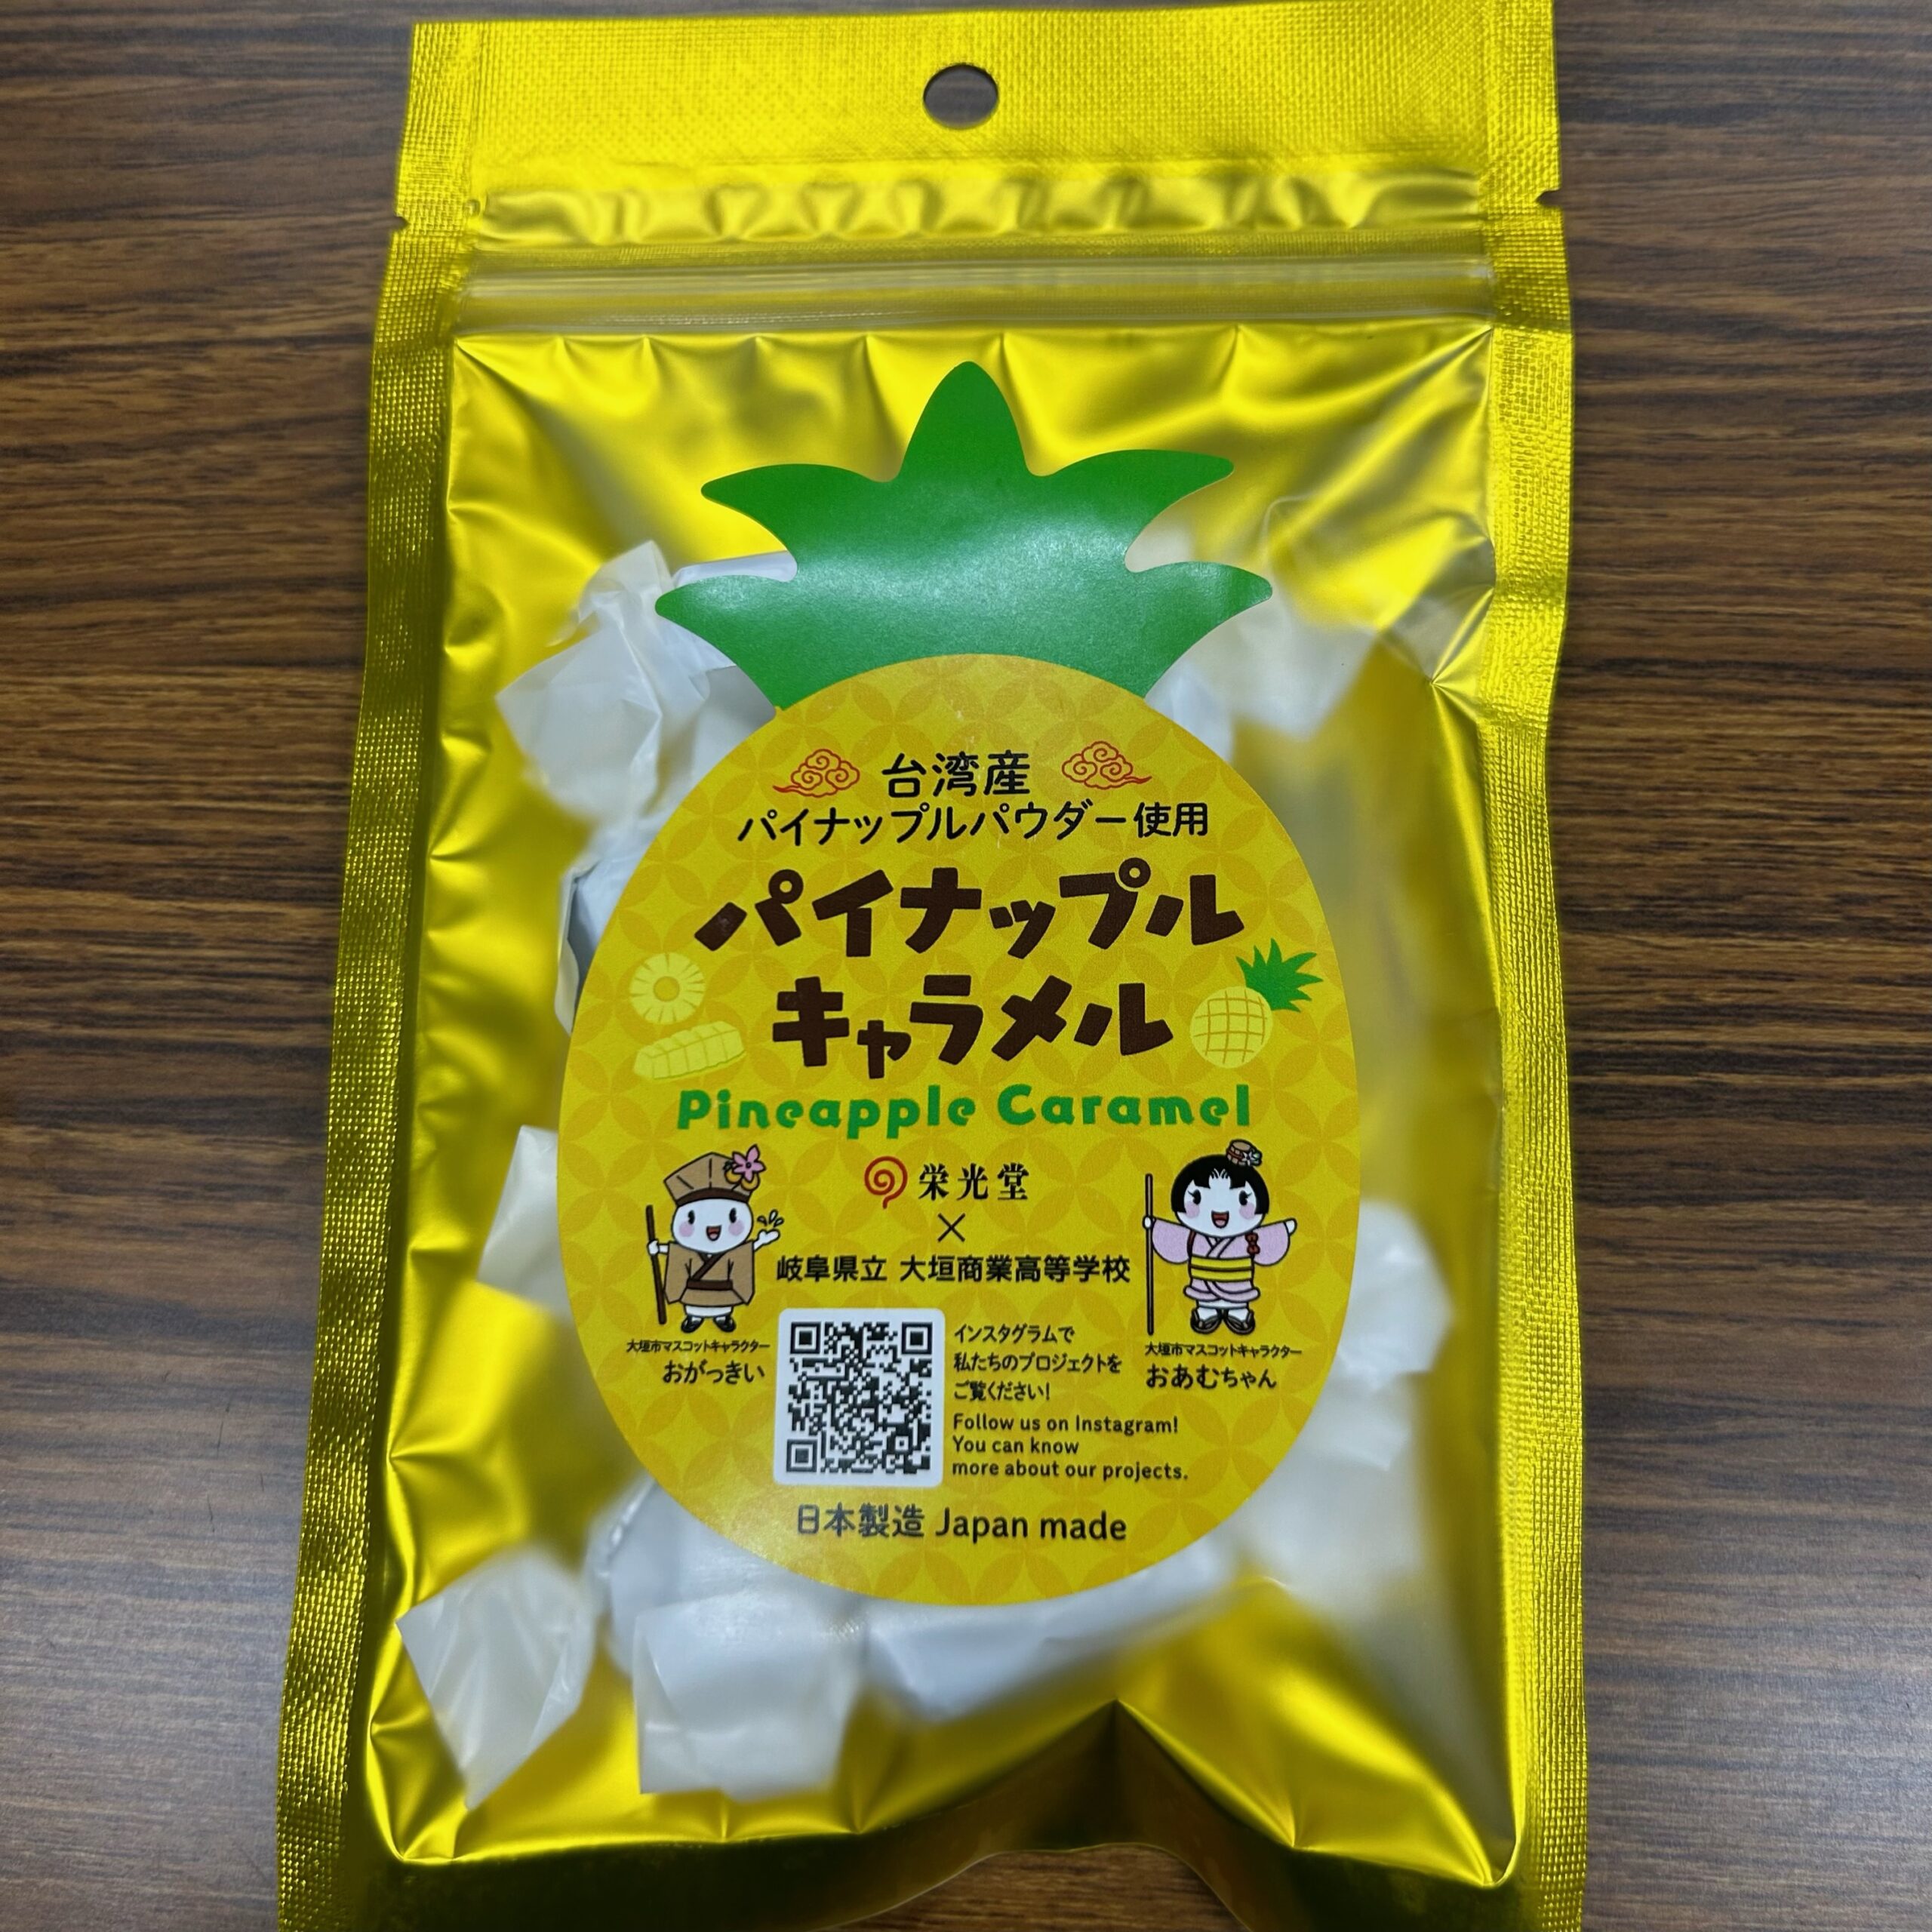 台湾産
パイナップルパウダー使用
パイナップル
キャラメル
Pineapple Caramel
栄光堂
×
岐阜県立 大垣商業高等学校
大垣市マスコットキャラクター
おがっきい
インスタグラムで
私たちのプロジェクトを
ご覧ください!
Follow us on Instagram!
You can know
more about our projects.
大垣市マスコットキャラクター
おあむちゃん
日本製造 Japan made